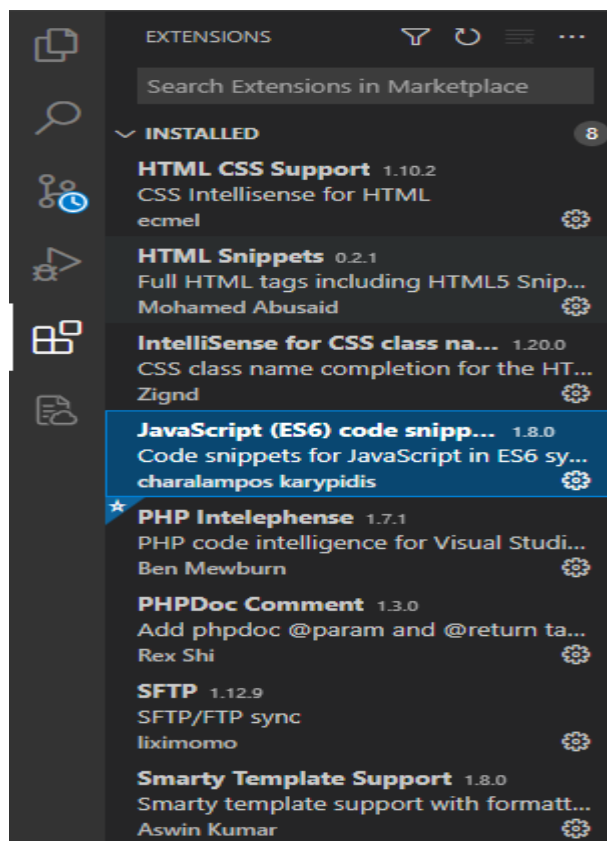 EXTENSIONS
Search Extensions in Marketplace
INSTALLED 8
HTML CSS Support 1.10.2
CSS Intellisense for HTML
ecmel
HTML Snippets 0.2.1
Full HTML tags including HTML5 Snip...
Mohamed Abusaid
IntelliSense for CSS class na... 1.20.0
CSS class name completion for the HT...
Zignd
JavaScript (ES6) code snipp... 1.8.0
Code snippets for JavaScript in ES6 sy...
charalampos karypidis
PHP Intelephense 1.7.1
PHP code intelligence for Visual Studi...
Ben Mewburn
PHPDoc Comment 1.3.0
Add phpdoc @param and @return ta...
Rex Shi
SFTP 1.12.9
SFTP/FTP sync
liximomo
Smarty Template Support 1.8.0
Smarty template support with formatt...
Aswin Kumar